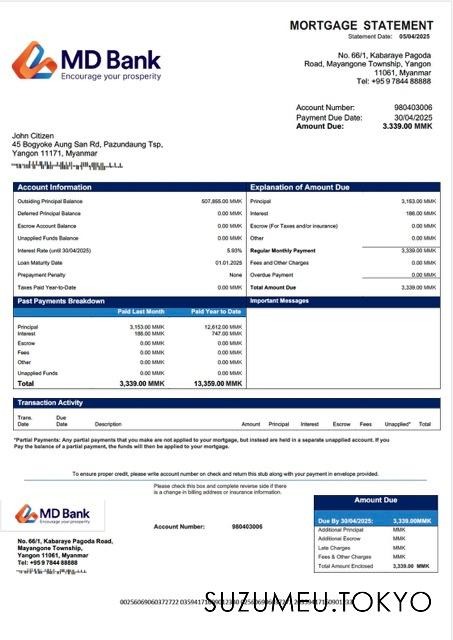 MORTGAGE STATEMENT
Statement Date: 05/04/2025
MD Bank
Encourage your prosperity
No. 66/1, Kabaraye Pagoda
Road, Mayangone Township, Yangon
11061, Myanmar
Tel: +95 9 7844 88888
Account Number: 980403006
Payment Due Date: 30/04/2025
Amount Due: 3.339.00 MMK
John Citizen
45 Bogyoke Aung San Rd, Pazundaung Tsp,
Yangon 11171, Myanmar
Account Information
Outsiding Principal Balance 507,855.00 MMK
Deferred Principal Balance 0.00 MMK
Escrow Account Balance 0.00 MMK
Unapplied Funds Balance 0.00 MMK
Interest Rate (until 30/04/2025) 5.93%
Loan Maturity Date 01.01.2025
Prepayment Penalty None
Taxes Paid Year-to-Date 0.00 MMK
Explanation of Amount Due
Principal 3,153.00 MMK
Interest 186.00 MMK
Escrow (For Taxes and/or insurance) 0.00 MMK
Other 0.00 MMK
Regular Monthly Payment 3,339.00 MMK
Fees and Other Charges 0.00 MMK
Overdue Payment 0.00 MMK
Total Amount Due 3,339.00 MMK
Past Payments Breakdown
Paid Last Month Paid Year to Date
Principal 3,153.00 MMK 12,612.00 MMK
Interest 186.00 MMK 747.00 MMK
Escrow 0.00 MMK 0.00 MMK
Fees 0.00 MMK 0.00 MMK
Other 0.00 MMK 0.00 MMK
Unapplied Funds 0.00 MMK 0.00 MMK
Total 3,339.00 MMK 13,359.00 MMK
Important Messages
Transaction Activity
Trans. Date Due Date Description Amount Principal Interest Escrow Fees Unapplied* Total
*Partial Payments: Any partial payments that you make are not applied to your mortgage, but instead are held in a separate unapplied account. If you
Pay the balance of a partial payment, the funds will then be applied to your mortgage.
To ensure proper credit, please write account number on check and return this stub along with your payment in envelope provided.
Please check this box and complete reverse side if there
is a change in billing address or insurance information.
MD Bank
Encourage your prosperity
Account Number: 980403006
No. 66/1, Kabaraye Pagoda Road,
Mayangone Township,
Yangon 11061, Myanmar
Tel: +95 9 7844 88888
Amount Due
Due By 30/04/2025: 3,339.00MMK
Additional Principal MMK
Additional Escrow MMK
Late Charges MMK
Fees & Other Charges MMK
Total Amount Enclosed 3,339.00 MMK
SUZUMEU.TOKYO